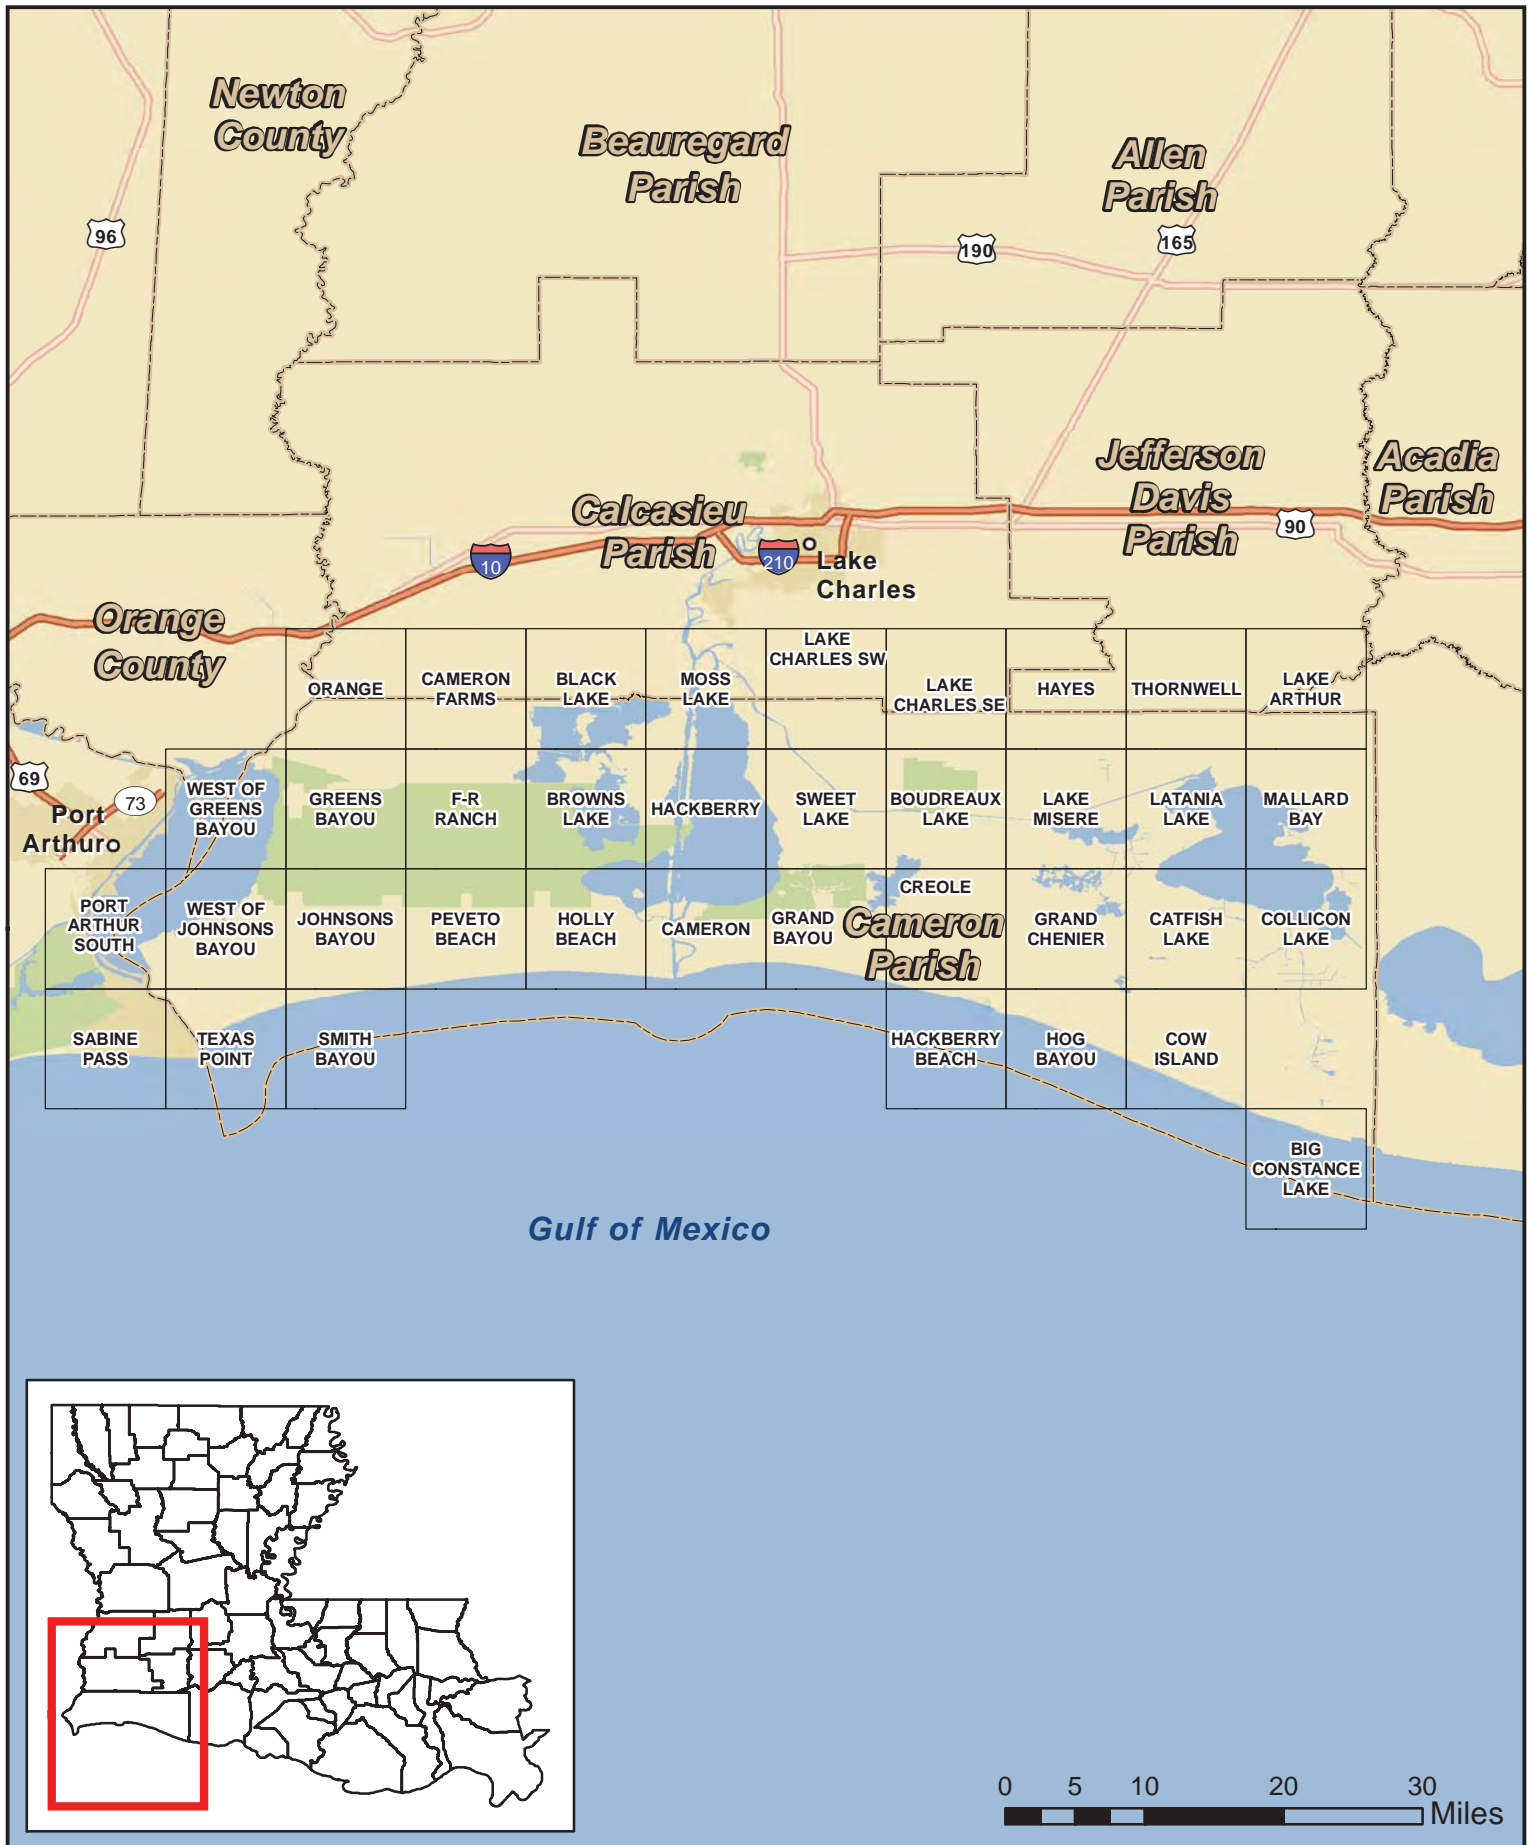 Newton
County
Beauregard
Parish
Allen
Parish
96
190
165
Calcasieu
Parish
Jefferson
Davis
Parish
Acadia
Parish
90
10
210
Lake
Charles
Orange
County
ORANGE
CAMERON
FARMS
BLACK
LAKE
MOSS
LAKE
LAKE
CHARLES SW
LAKE
CHARLES SE
HAYES
THORNWELL
LAKE
ARTHUR
69
73
Port
Arthur
WEST OF
GREENS
BAYOU
GREENS
BAYOU
F-R
RANCH
BROWNS
LAKE
HACKBERRY
SWEET
LAKE
BOUDREAUX
LAKE
LAKE
MISERE
LATANIA
LAKE
MALLARD
BAY
PORT
ARTHUR
SOUTH
WEST OF
JOHNSONS
BAYOU
JOHNSONS
BAYOU
PEVETO
BEACH
HOLLY
BEACH
CAMERON
GRAND
BAYOU
CREOLE
Cameron
Parish
GRAND
CHENIER
CATFISH
LAKE
COLLICON
LAKE
SABINE
PASS
TEXAS
POINT
SMITH
BAYOU
HACKBERRY
BEACH
HOG
BAYOU
COW
ISLAND
BIG
CONSTANCE
LAKE
Gulf of Mexico
0 5 10 20 30
Miles